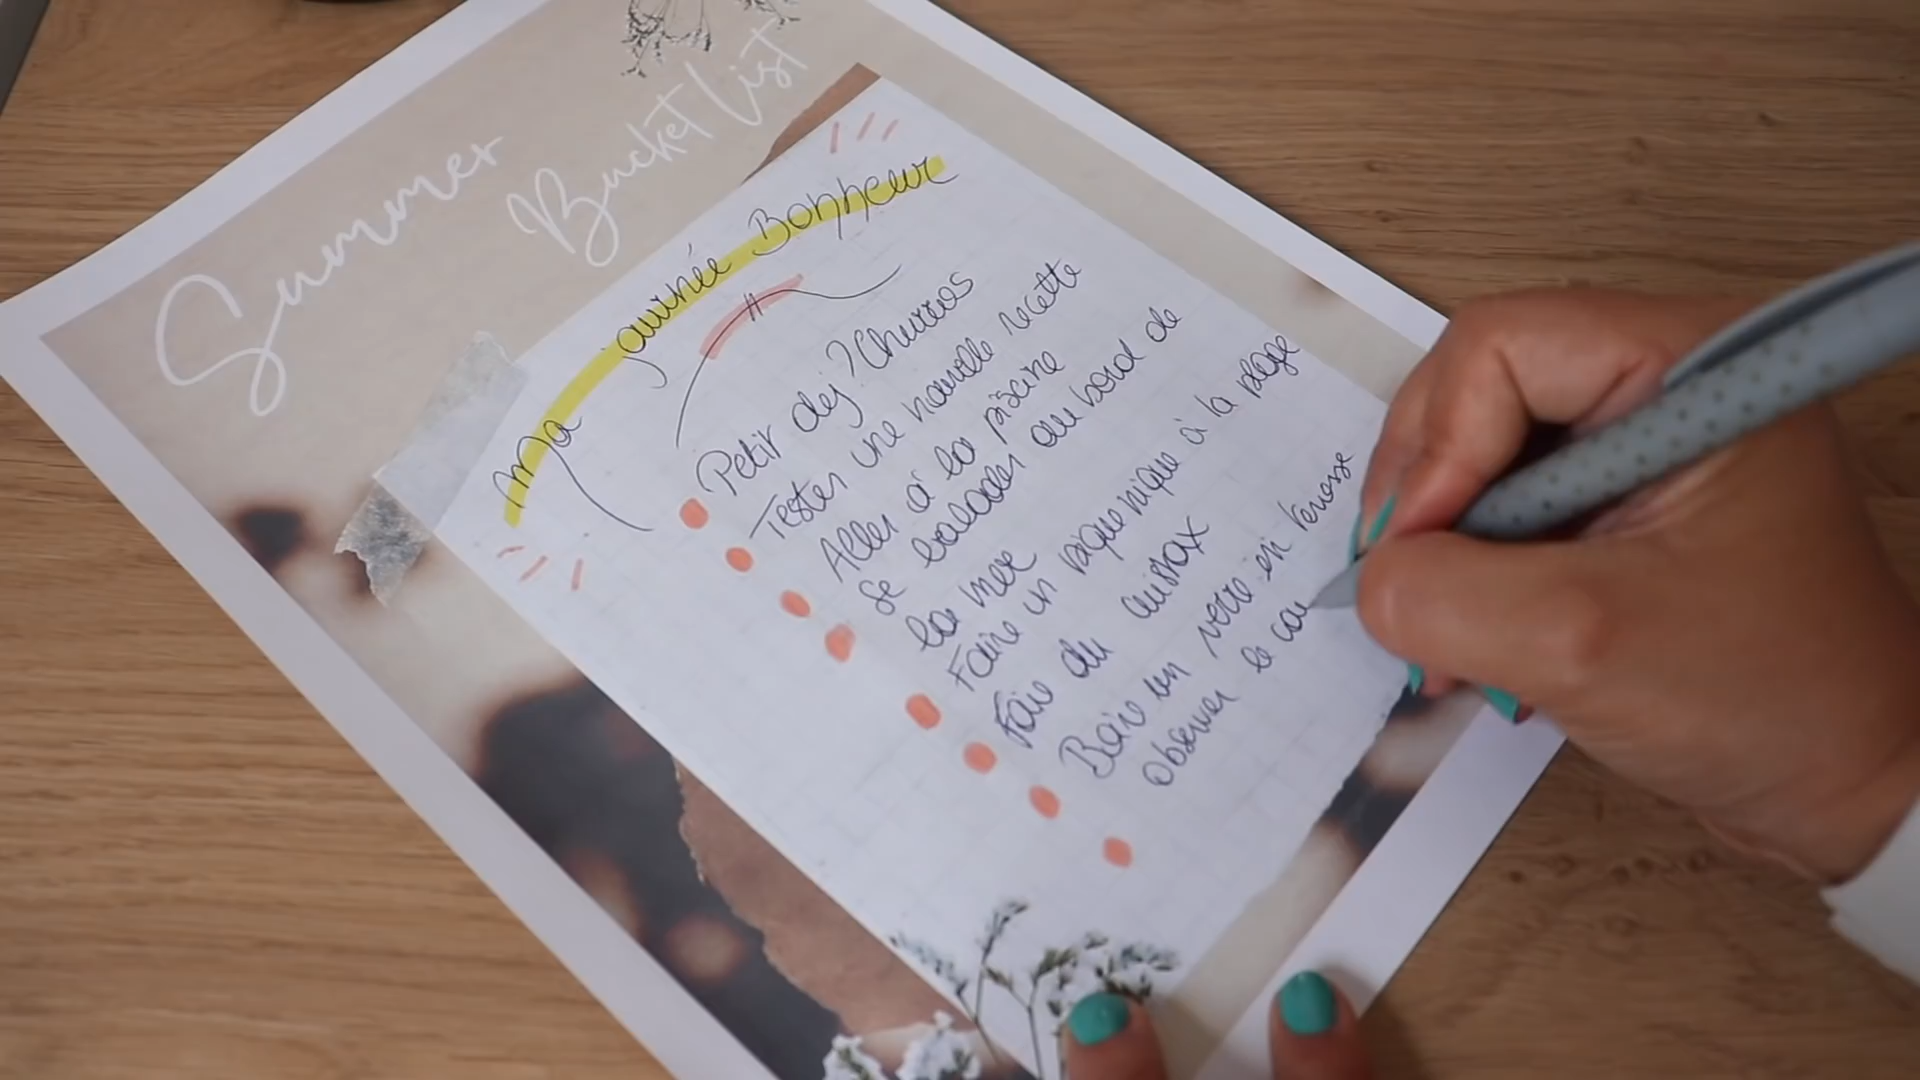 Summer
Bucket List
Ma journée Bonheur
Petit dej? Churros
Tester une nouvelle recette
Aller à la piscine
Se balader au bord de
la mer
Faire un pique nique à la plage
Faire du cuistax
Boire un verre en terrasse
Observer le cou